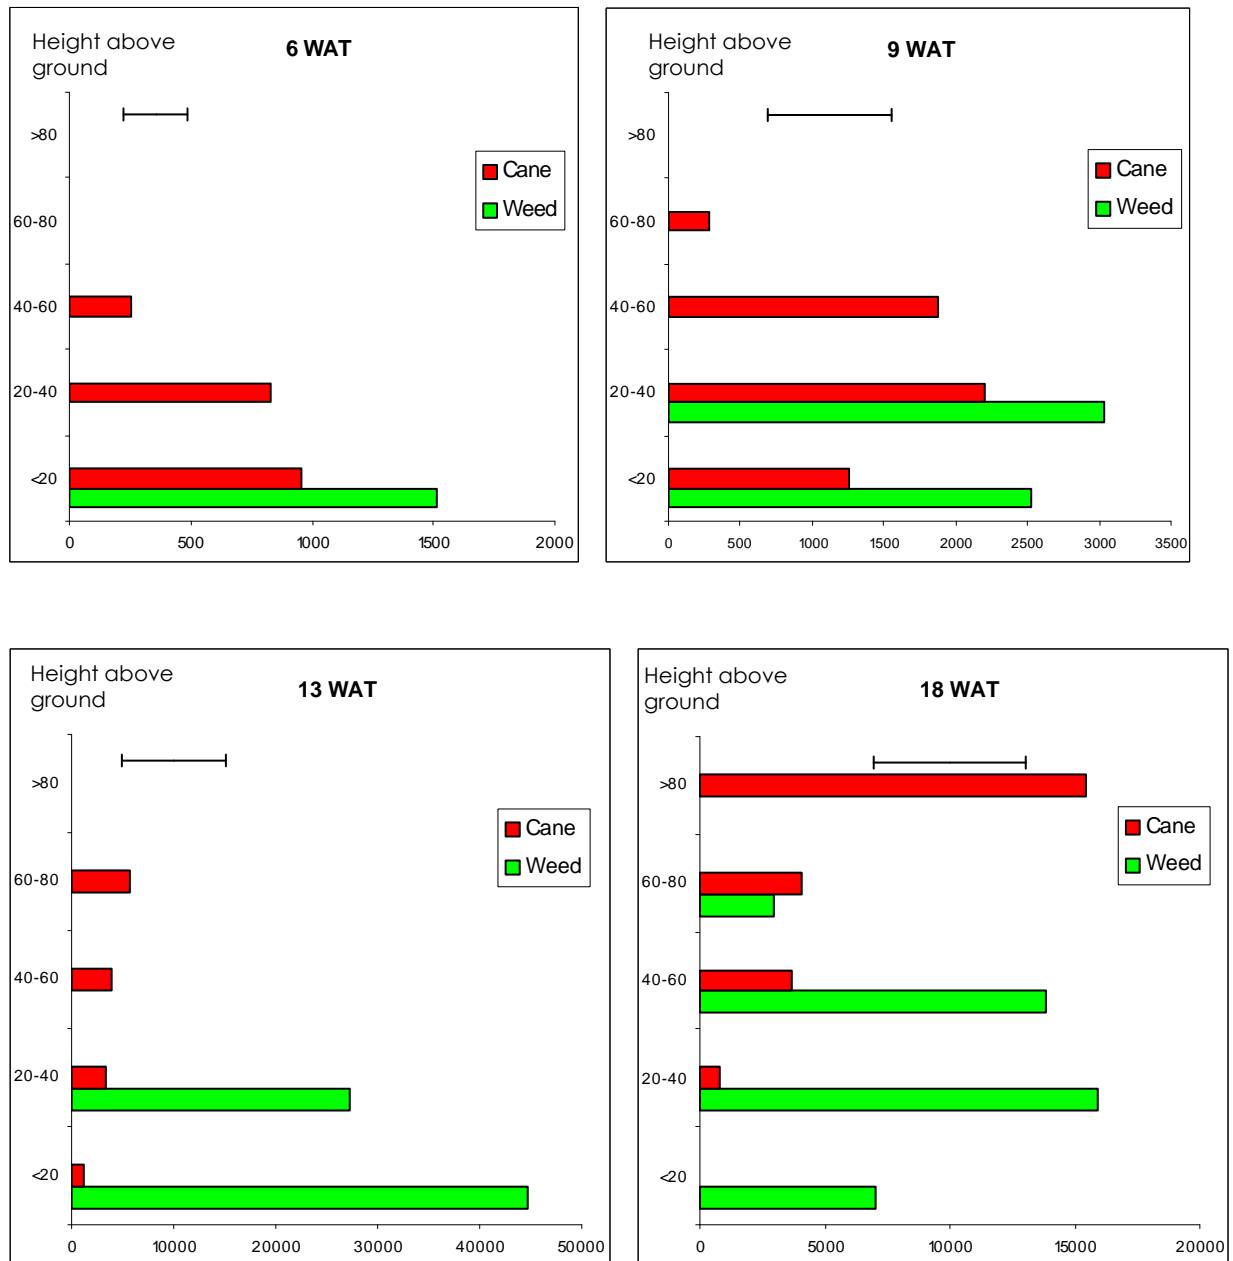 Height above
ground
6 WAT
>80
60-80
40-60
20-40
<20
Cane
Weed
0 500 1000 1500 2000
Height above
ground
9 WAT
>80
60-80
40-60
20-40
<20
Cane
Weed
0 500 1000 1500 2000 2500 3000 3500
Height above
ground
13 WAT
>80
60-80
40-60
20-40
<20
Cane
Weed
0 10000 20000 30000 40000 50000
Height above
ground
18 WAT
>80
60-80
40-60
20-40
<20
Cane
Weed
0 5000 10000 15000 20000